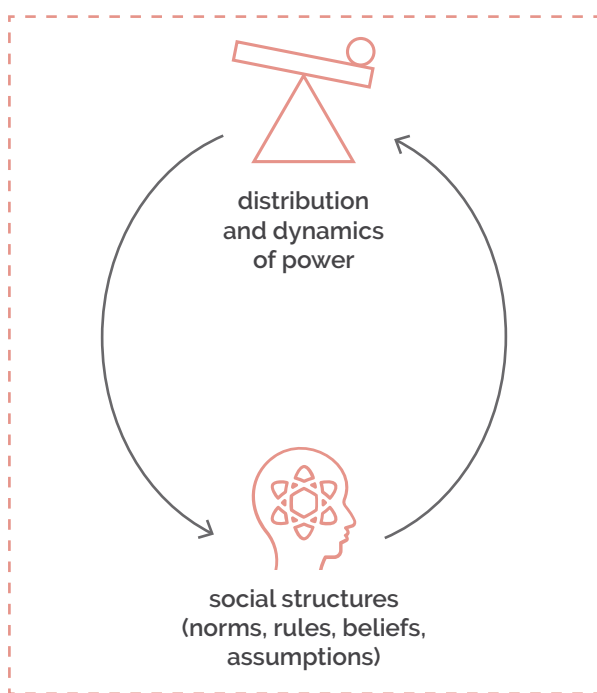 distribution
and dynamics
of power
social structures
(norms, rules, beliefs,
assumptions)